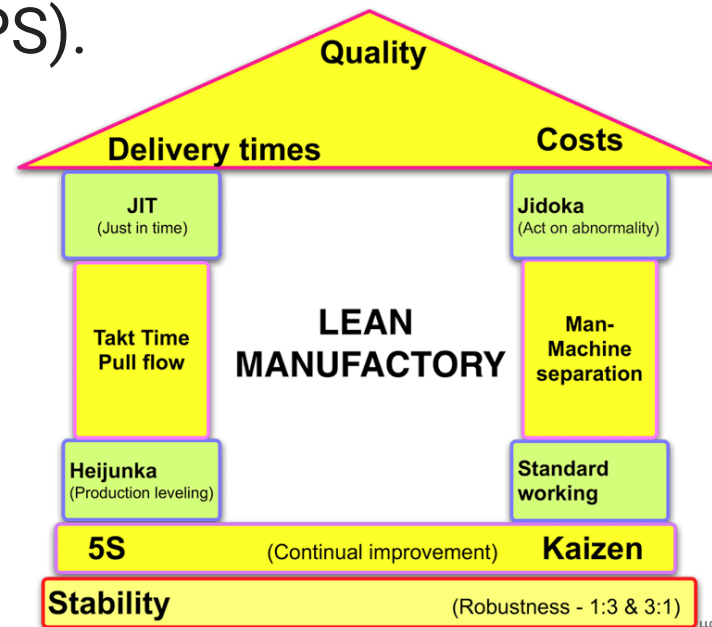 PS).
Quality
Delivery times
Costs
JIT
(Just in time)
Jidoka
(Act on abnormality)
Takt Time
Pull flow
LEAN
MANUFACTORY
Man-
Machine
separation
Heijunka
(Production leveling)
Standard
working
5S (Continual improvement) Kaizen
Stability (Robustness - 1:3 & 3:1)